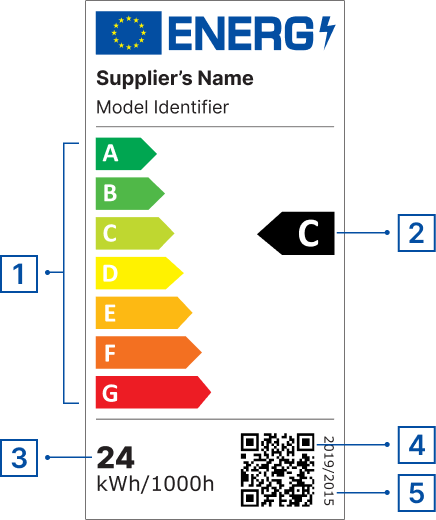 ENERG
Supplier's Name
Model Identifier
A
B
C
C
2
D
1
E
F
G
4
3
24
kWh/1000h
2019/2015
5